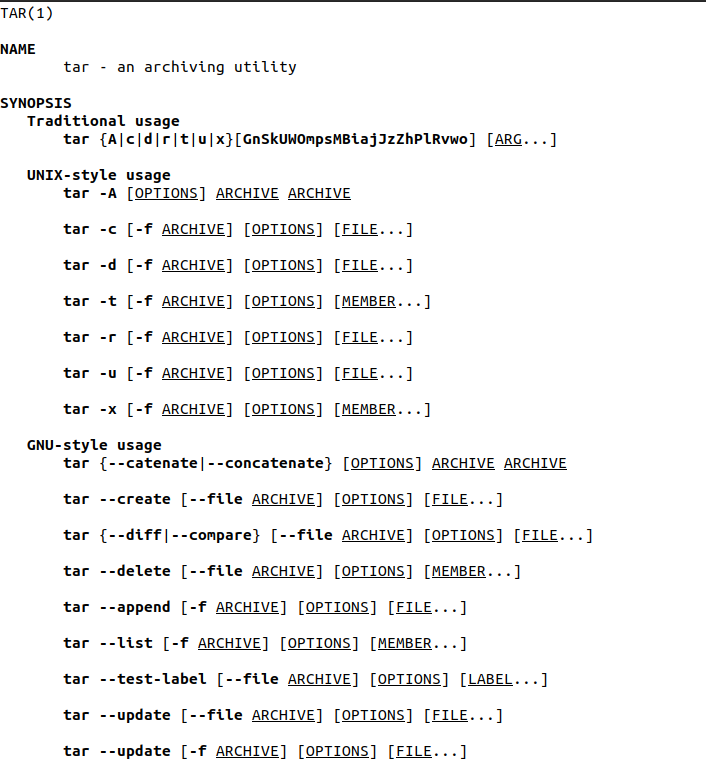 TAR(1)
NAME
tar - an archiving utility
SYNOPSIS
Traditional usage
tar {A|c|d|r|t|u|x}[GnSkUWOmpsMBiajJzZhPlRvwo] [ARG...]
UNIX-style usage
tar -A [OPTIONS] ARCHIVE ARCHIVE
tar -c [-f ARCHIVE] [OPTIONS] [FILE...]
tar -d [-f ARCHIVE] [OPTIONS] [FILE...]
tar -t [-f ARCHIVE] [OPTIONS] [MEMBER...]
tar -r [-f ARCHIVE] [OPTIONS] [FILE...]
tar -u [-f ARCHIVE] [OPTIONS] [FILE...]
tar -x [-f ARCHIVE] [OPTIONS] [MEMBER...]
GNU-style usage
tar {--catenate|--concatenate} [OPTIONS] ARCHIVE ARCHIVE
tar --create [--file ARCHIVE] [OPTIONS] [FILE...]
tar {--diff|--compare} [--file ARCHIVE] [OPTIONS] [FILE...]
tar --delete [--file ARCHIVE] [OPTIONS] [MEMBER...]
tar --append [-f ARCHIVE] [OPTIONS] [FILE...]
tar --list [-f ARCHIVE] [OPTIONS] [MEMBER...]
tar --test-label [--file ARCHIVE] [OPTIONS] [LABEL...]
tar --update [--file ARCHIVE] [OPTIONS] [FILE...]
tar --update [-f ARCHIVE] [OPTIONS] [FILE...]